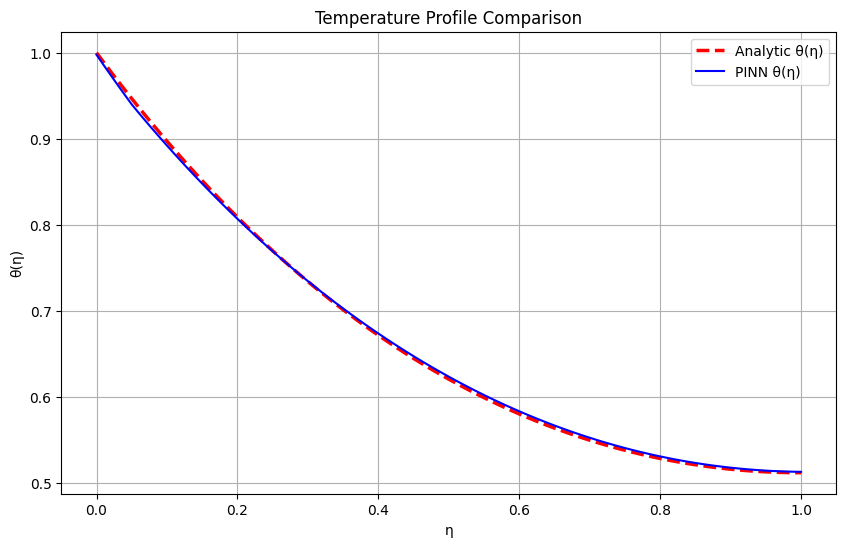 Temperature Profile Comparison
Analytic θ(η)
PINN θ(η)
θ(η)
1.0
0.9
0.8
0.7
0.6
0.5
0.0 0.2 0.4 0.6 0.8 1.0
η